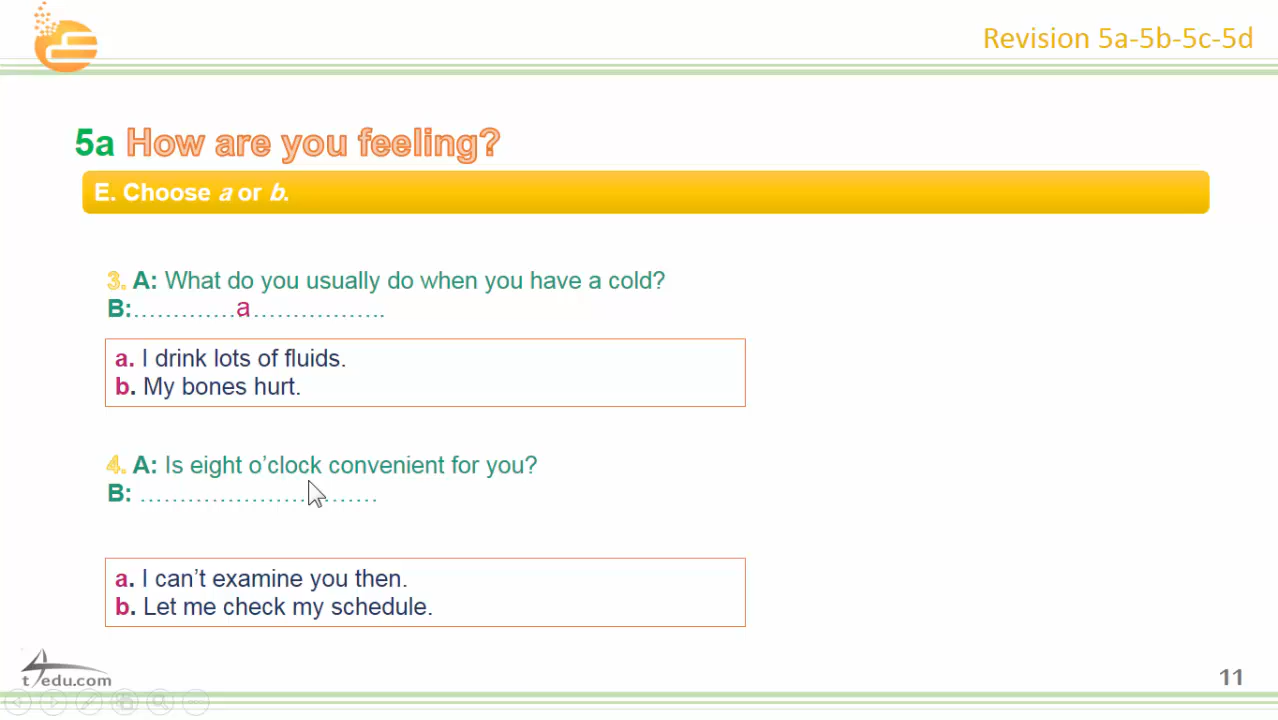 Revision 5a-5b-5c-5d
5a How are you feeling?
E. Choose a or b.
3. A: What do you usually do when you have a cold?
B:.............a.................
a. I drink lots of fluids.
b. My bones hurt.
4. A: Is eight o’clock convenient for you?
B: ..............................
a. I can’t examine you then.
b. Let me check my schedule.
t4edu.com
11